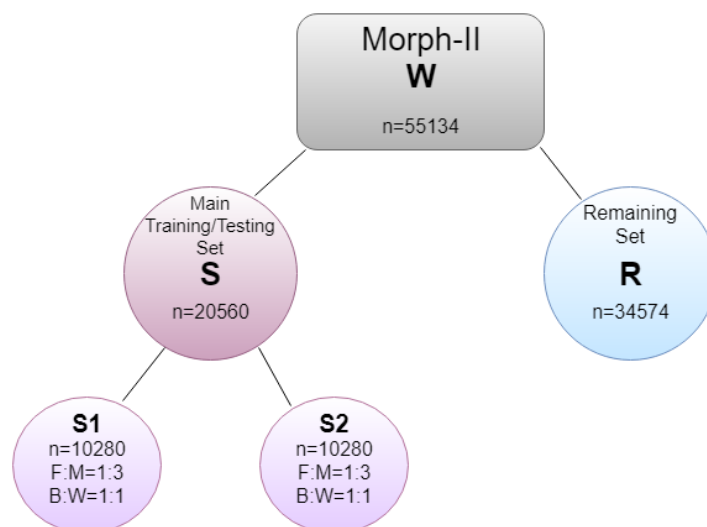 Morph-II
W
n=55134
Main
Training/Testing
Set
S
n=20560
Remaining
Set
R
n=34574
S1
n=10280
F:M=1:3
B:W=1:1
S2
n=10280
F:M=1:3
B:W=1:1